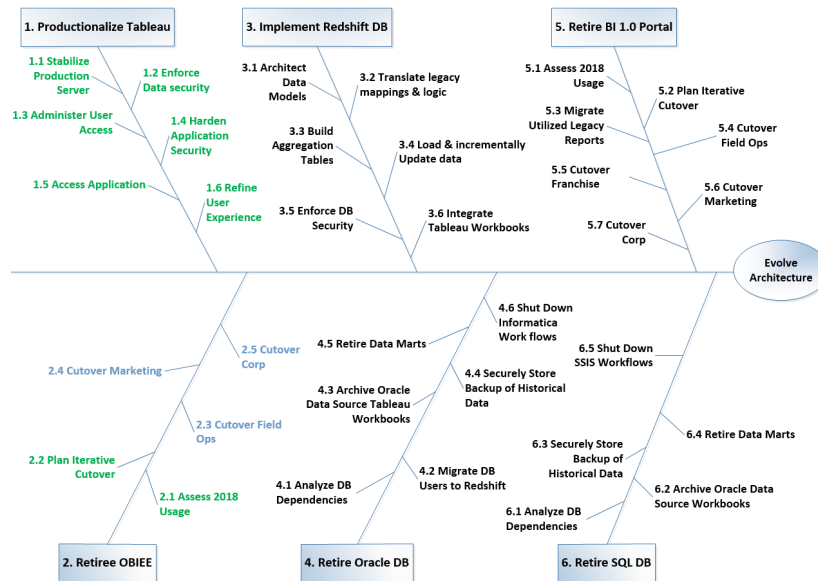 1. Productionalize Tableau
1.1 Stabilize
Production
Server
1.2 Enforce
Data security
1.3 Administer User
Access
1.4 Harden
Application
Security
1.5 Access Application
1.6 Refine
User
Experience
3. Implement Redshift DB
3.1 Architect
Data
Models
3.2 Translate legacy
mappings & logic
3.3 Build
Aggregation
Tables
3.4 Load & incrementally
Update data
3.5 Enforce DB
Security
3.6 Integrate
Tableau Workbooks
5. Retire BI 1.0 Portal
5.1 Assess 2018
Usage
5.2 Plan Iterative
Cutover
5.3 Migrate
Utilized Legacy
Reports
5.4 Cutover
Field Ops
5.5 Cutover
Franchise
5.6 Cutover
Marketing
5.7 Cutover
Corp
Evolve
Architecture
2.5 Cutover
Corp
2.4 Cutover Marketing
2.3 Cutover Field
Ops
2.2 Plan Iterative
Cutover
2.1 Assess 2018
Usage
2. Retiree OBIEE
4.6 Shut Down
Informatica
Work flows
4.5 Retire Data Marts
4.4 Securely Store
Backup of Historical
Data
4.3 Archive Oracle
Data Source Tableau
Workbooks
4.2 Migrate DB
Users to Redshift
4.1 Analyze DB
Dependencies
4. Retire Oracle DB
6.5 Shut Down
SSIS Workflows
6.4 Retire Data Marts
6.3 Securely Store
Backup of
Historical Data
6.2 Archive Oracle Data
Source Workbooks
6.1 Analyze DB
Dependencies
6. Retire SQL DB